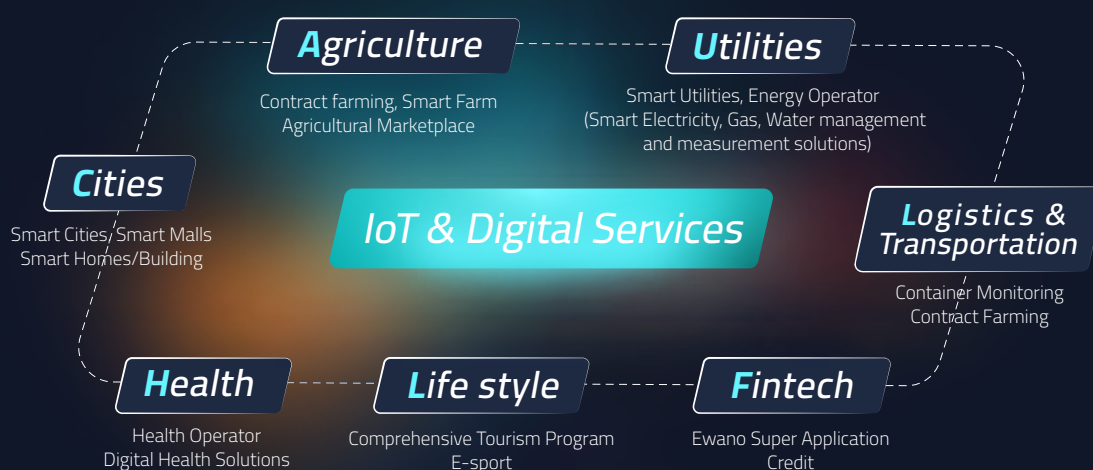 Agriculture
Contract farming, Smart Farm
Agricultural Marketplace
Utilities
Smart Utilities, Energy Operator
(Smart Electricity, Gas, Water management
and measurement solutions)
Cities
Smart Cities/Smart Malls
Smart Homes/Building
IoT & Digital Services
Logistics &
Transportation
Container Monitoring
Contract Farming
Health
Health Operator
Digital Health Solutions
Life style
Comprehensive Tourism Program
E-sport
Fintech
Ewano Super Application
Credit